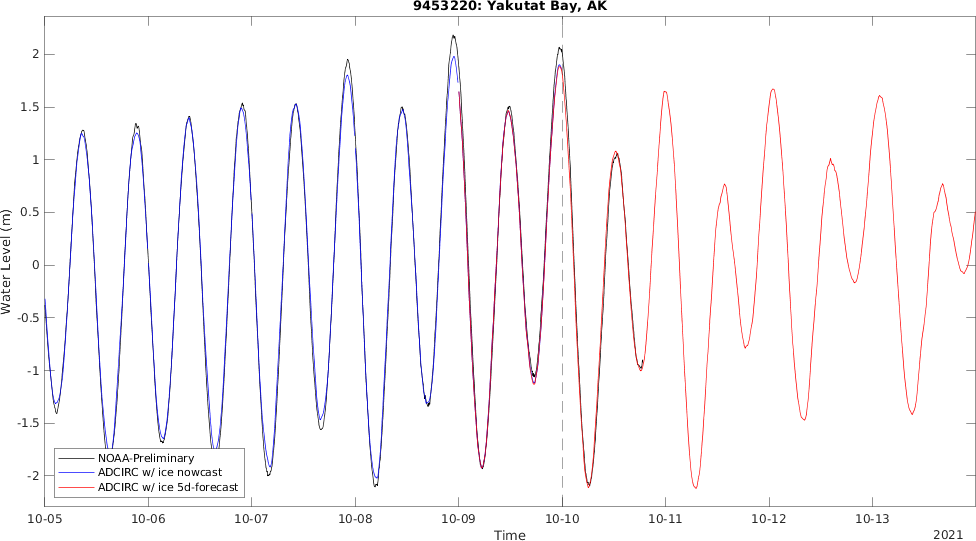 9453220: Yakutat Bay, AK
Water Level (m)
2
1.5
1
0.5
0
-0.5
-1
-1.5
-2
NOAA-Preliminary
ADCIRC w/ ice nowcast
ADCIRC w/ ice 5d-forecast
10-05 10-06 10-07 10-08 10-09 10-10 10-11 10-12 10-13
Time
2021